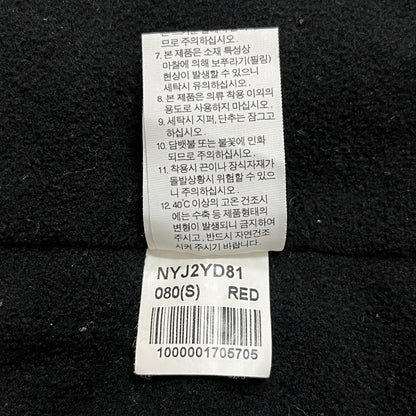 므로 주의하십시오.
7. 본 제품은 소재 특성상
마찰에 의해 보푸라기(필링)
현상이 발생할 수 있으니
세탁시 유의하십시오.
8. 본 제품은 의류 착용 이외의
용도로 사용하지 마십시오.
9. 세탁시 지퍼, 단추는 잠그고
하십시오.
10. 담뱃불 또는 불꽃에 인화
되므로 주의하십시오.
11. 착용시 끈이나 장식자재가
돌발상황시 위험할 수 있으
니 주의하십시오.
12. 40℃ 이상의 고온 건조시
에는 수축 등 제품형태의
변형이 발생되니 금지하여
주시고, 반드시 자연건조
시켜 주시기 바랍니다.
NYJ2YD81
080(S) RED
1000001705705